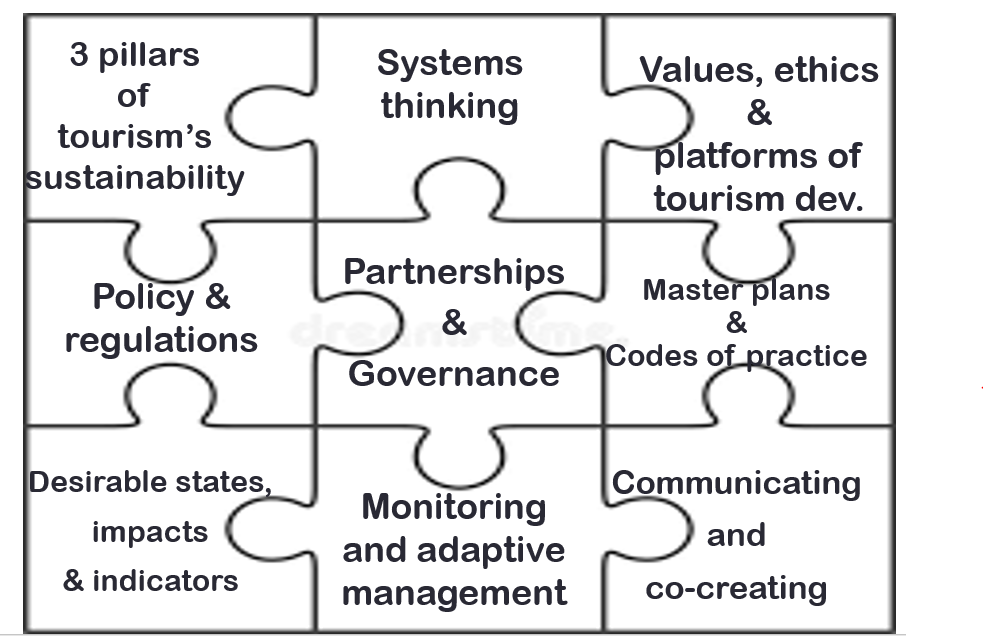 3 pillars
of
tourism's
sustainability
Systems
thinking
Values, ethics
&
platforms of
tourism dev.
Policy &
regulations
Partnerships
&
Governance
Master plans
&
Codes of practice
dreamstime.
Desirable states,
impacts
& indicators
Monitoring
and adaptive
management
Communicating
and
co-creating